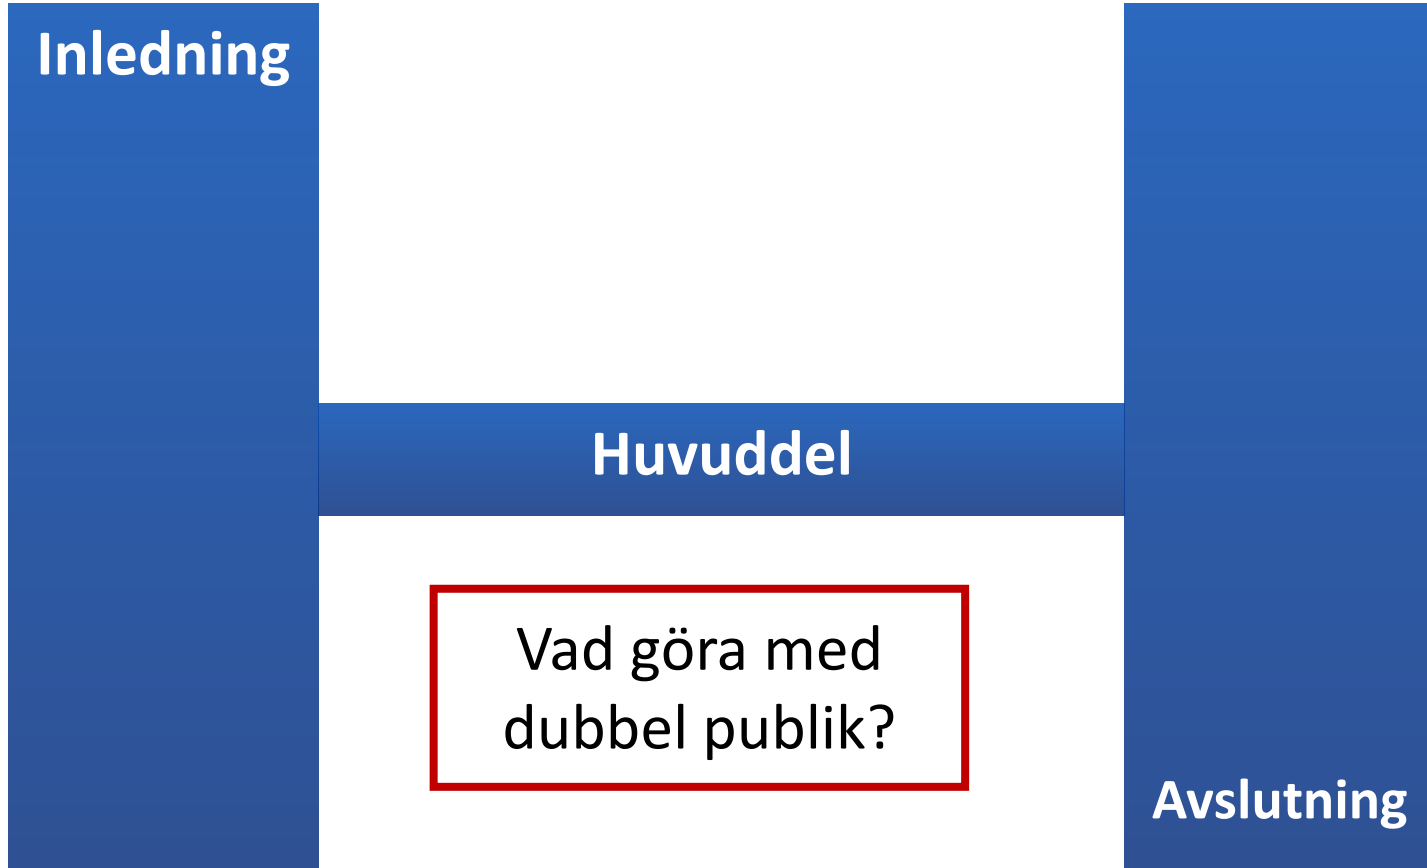 Inledning
Huvuddel
Vad göra med
dubbel publik?
Avslutning